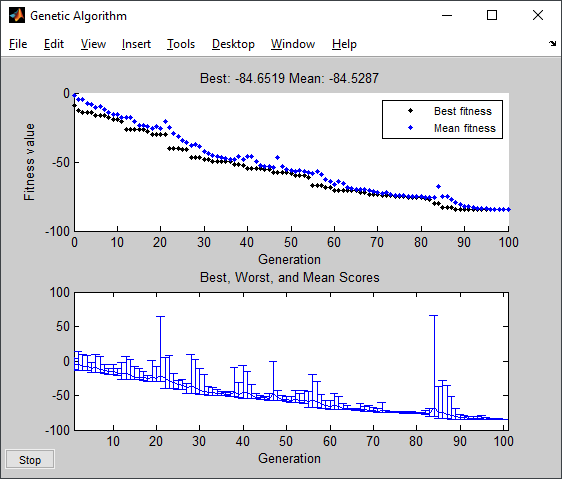 Genetic Algorithm
File Edit View Insert Tools Desktop Window Help
Best: -84.6519 Mean: -84.5287
0
-50
-100
Fitness value
Best fitness
Mean fitness
0 10 20 30 40 50 60 70 80 90 100
Generation
Best, Worst, and Mean Scores
100
50
0
-50
-100
10 20 30 40 50 60 70 80 90 100
Generation
Stop